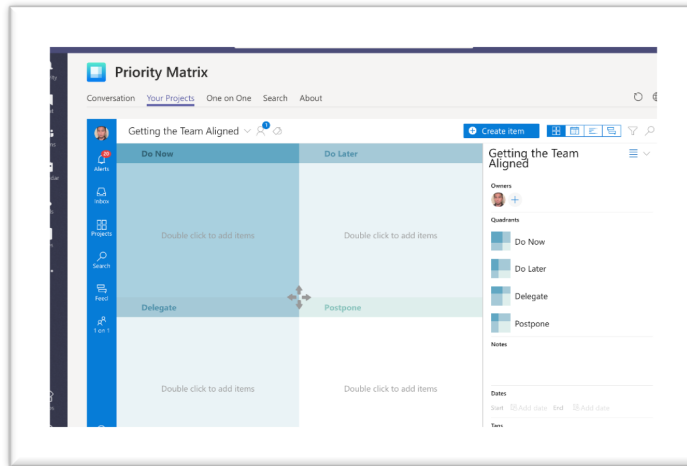 Priority Matrix
Conversation Your Projects One on One Search About
Getting the Team Aligned 1 Create item
Do Now Do Later
Double click to add items Double click to add items
Delegate Postpone
Double click to add items Double click to add items
20
Alerts
Inbox
Projects
Search
Feed
1 on 1
Getting the Team
Aligned
Owners
Quadrants
Do Now
Do Later
Delegate
Postpone
Notes
Dates
Start Add date End Add date
Tags